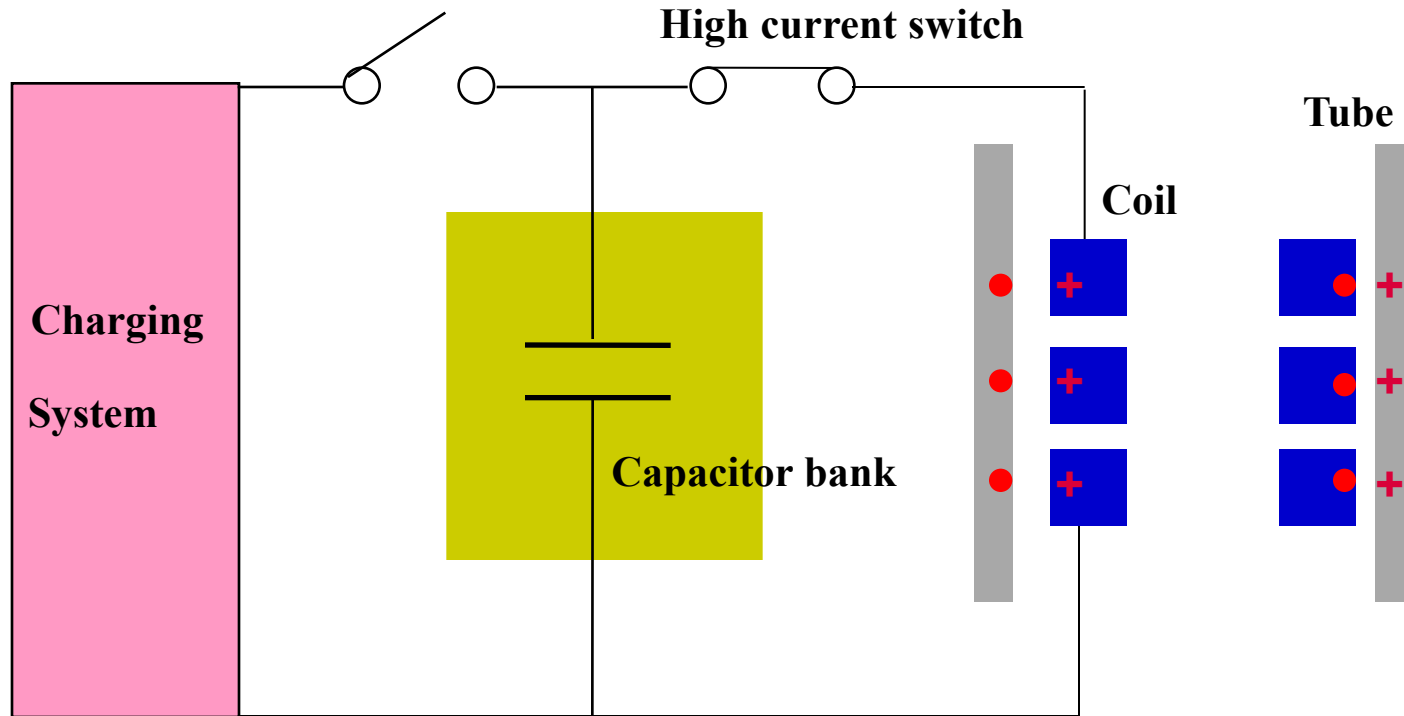 High current switch
Tube
Coil
Charging
System
Capacitor bank